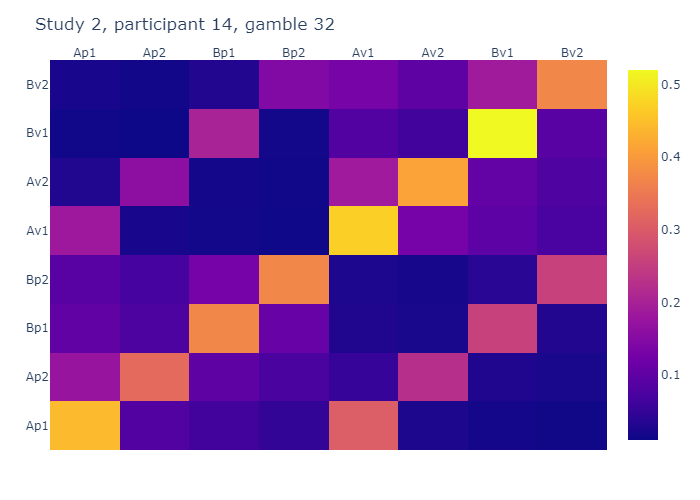 Study 2, participant 14, gamble 32
Ap1 Ap2 Bp1 Bp2 Av1 Av2 Bv1 Bv2
Bv2
Bv1
Av2
Av1
Bp2
Bp1
Ap2
Ap1
0.5
0.4
0.3
0.2
0.1